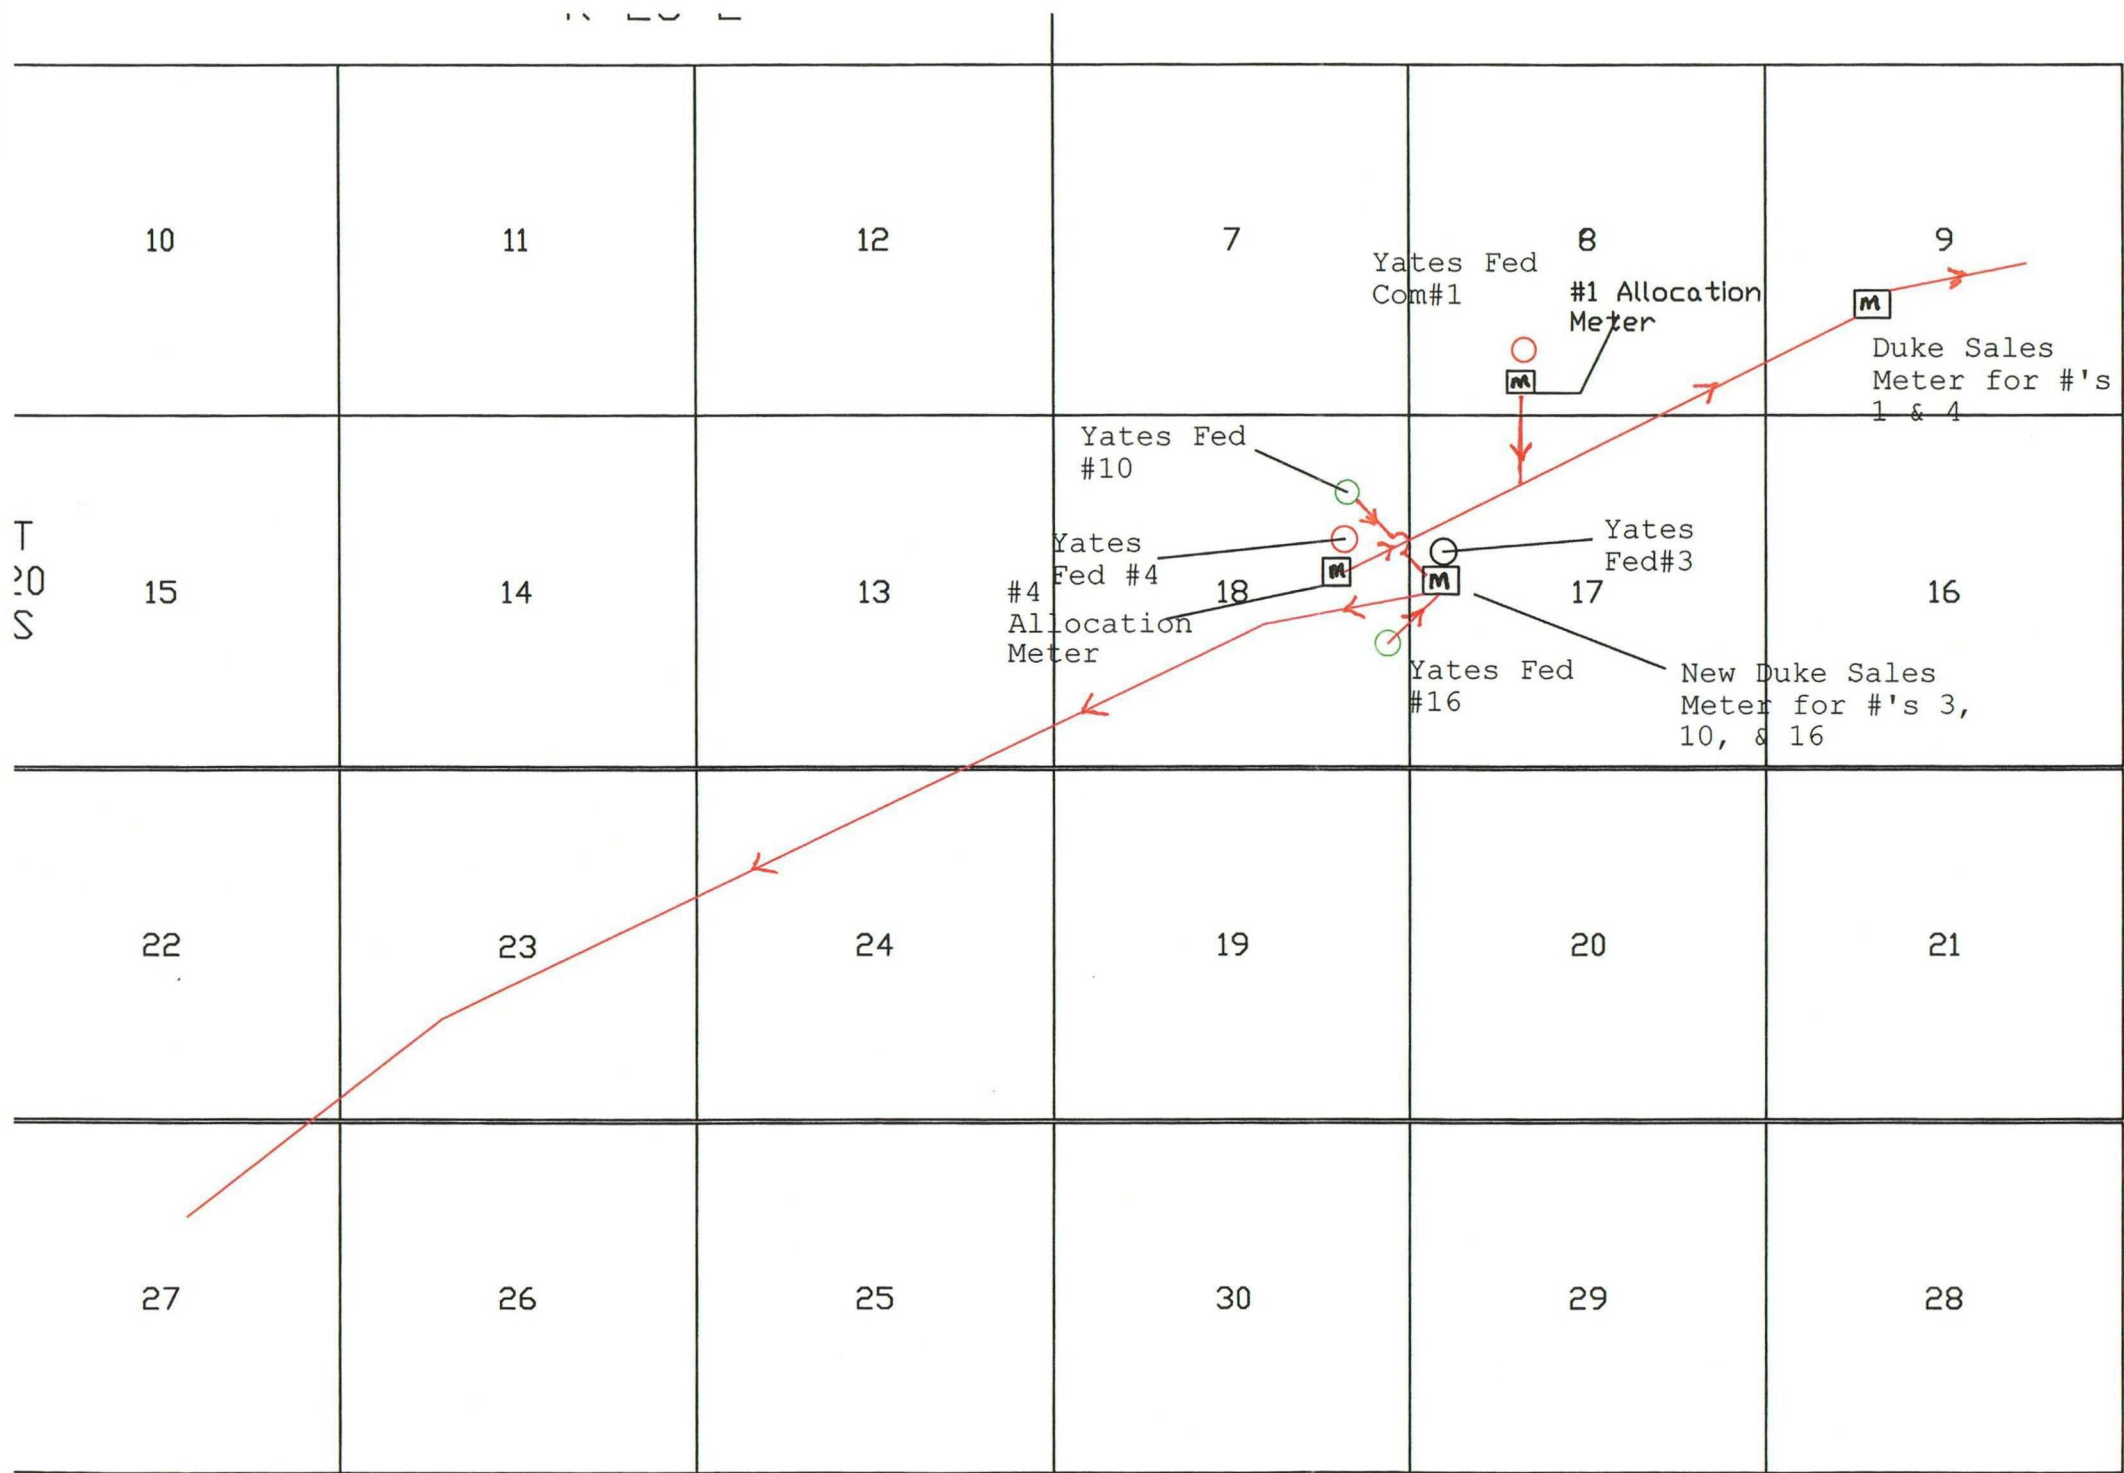 10
11
12
7
8
9
Yates Fed
Com#1
#1 Allocation
Meter
M
M
Duke Sales
Meter for #'s
1 & 4
Yates Fed
#10
T
20
S
15
14
13
18
17
16
Yates
Fed #4
M
#4
Allocation
Meter
Yates
Fed#3
M
Yates Fed
#16
New Duke Sales
Meter for #'s 3,
10, & 16
22
23
24
19
20
21
27
26
25
30
29
28